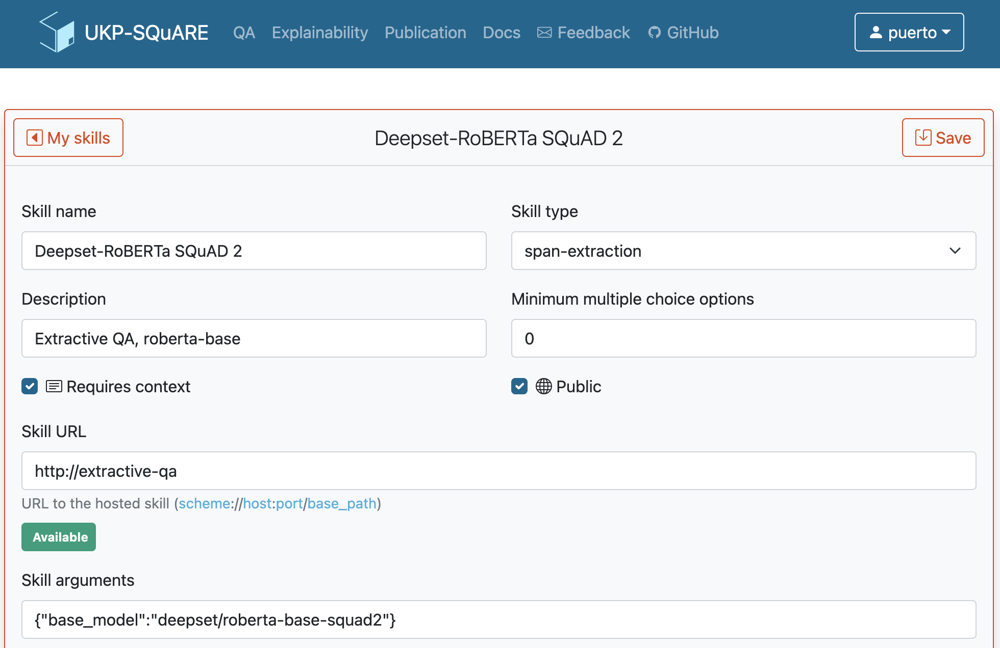 UKP-SQuARE QA Explainability Publication Docs Feedback GitHub puerto
My skills Deepset-RoBERTa SQuAD 2 Save
Skill name Skill type
Deepset-RoBERTa SQuAD 2 span-extraction
Description Minimum multiple choice options
Extractive QA, roberta-base 0
Requires context Public
Skill URL
http://extractive-qa
URL to the hosted skill (scheme://host:port/base_path)
Available
Skill arguments
{"base_model":"deepset/roberta-base-squad2"}